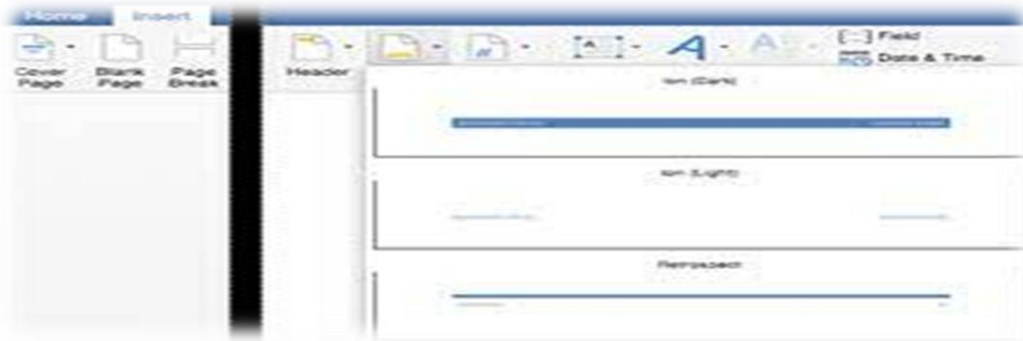 Home Insert
Cover Page
Blank Page
Page Break
Header
A
#
A
A
[...] Field
Date & Time
Ion (Dark)
Ion (Light)
Retrospect